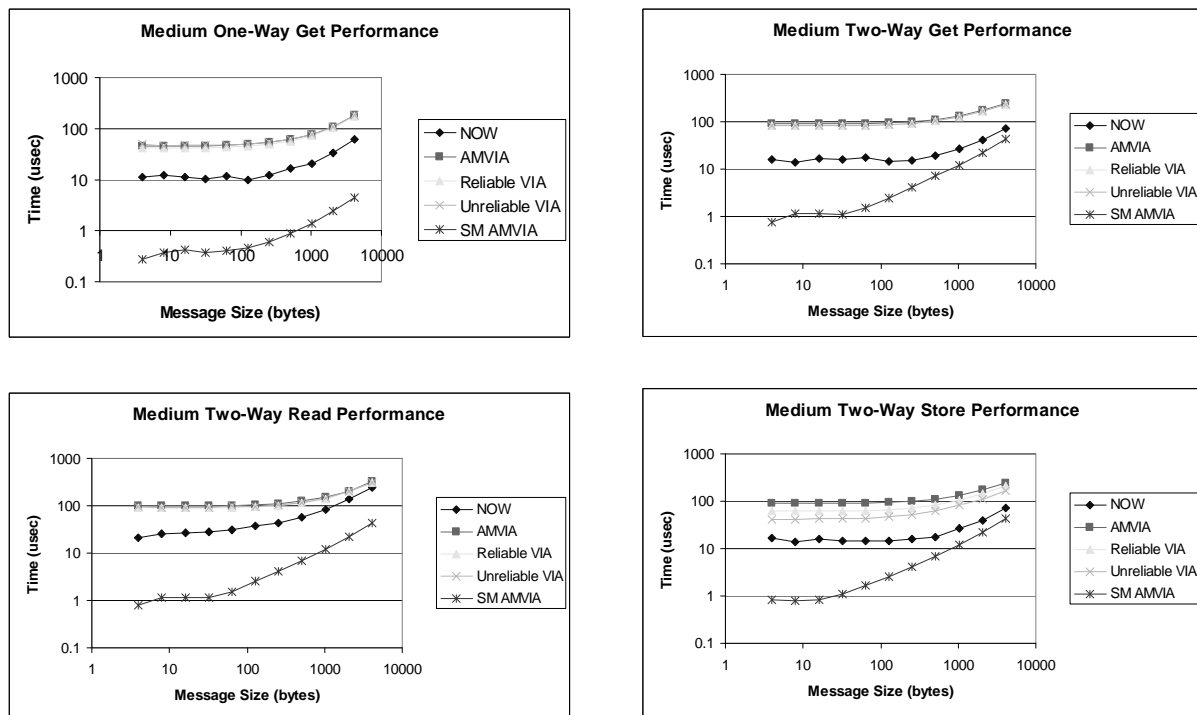 Medium One-Way Get Performance
1000
100
10
1
0.1
1
10
100
1000
10000
Time (usec)
Message Size (bytes)
NOW
AMVIA
Reliable VIA
Unreliable VIA
SM AMVIA
Medium Two-Way Get Performance
1000
100
10
1
0.1
1
10
100
1000
10000
Time (usec)
Message Size (bytes)
NOW
AMVIA
Reliable VIA
Unreliable VIA
SM AMVIA
Medium Two-Way Read Performance
1000
100
10
1
0.1
1
10
100
1000
10000
Time (usec)
Message Size (bytes)
NOW
AMVIA
Reliable VIA
Unreliable VIA
SM AMVIA
Medium Two-Way Store Performance
1000
100
10
1
0.1
1
10
100
1000
10000
Time (usec)
Message Size (bytes)
NOW
AMVIA
Reliable VIA
Unreliable VIA
SM AMVIA